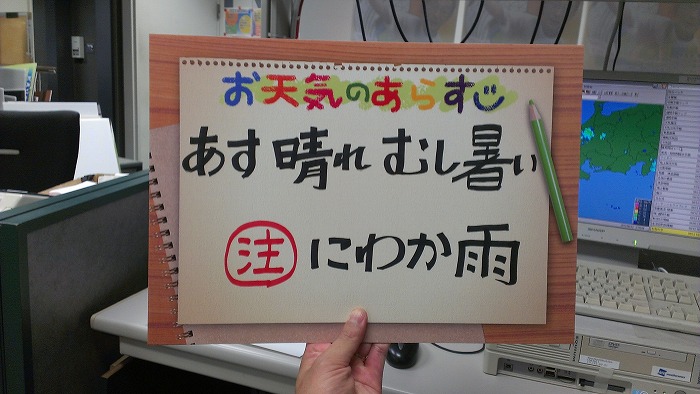 お天気のあらすじ
あす晴れ むし暑い
注 にわか雨